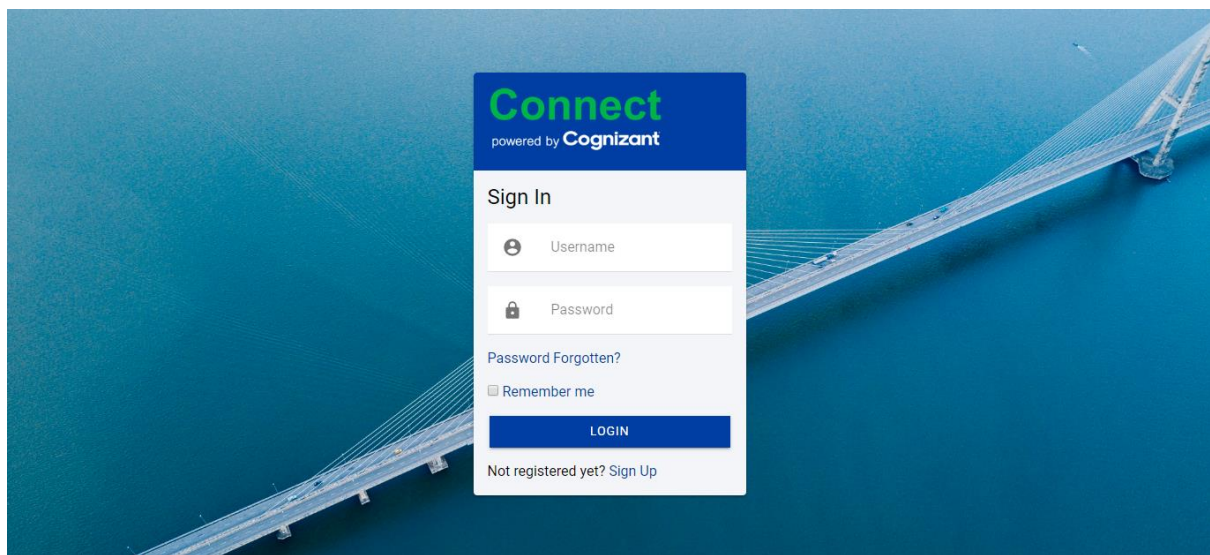 Connect
powered by Cognizant
Sign In
Username
Password
Password Forgotten?
Remember me
LOGIN
Not registered yet? Sign Up